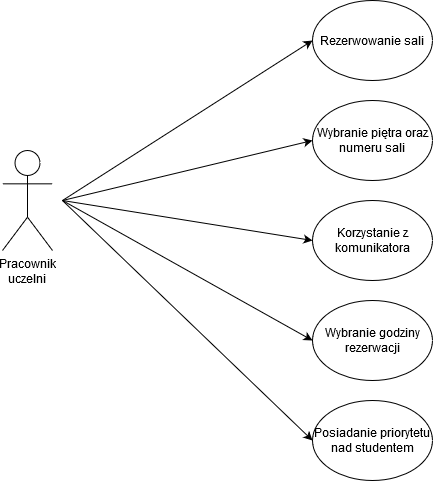 Rezerwowanie sali
Wybranie piętra oraz
numeru sali
Pracownik
uczelni
Korzystanie z
komunikatora
Wybranie godziny
rezerwacji
Posiadanie priorytetu
nad studentem